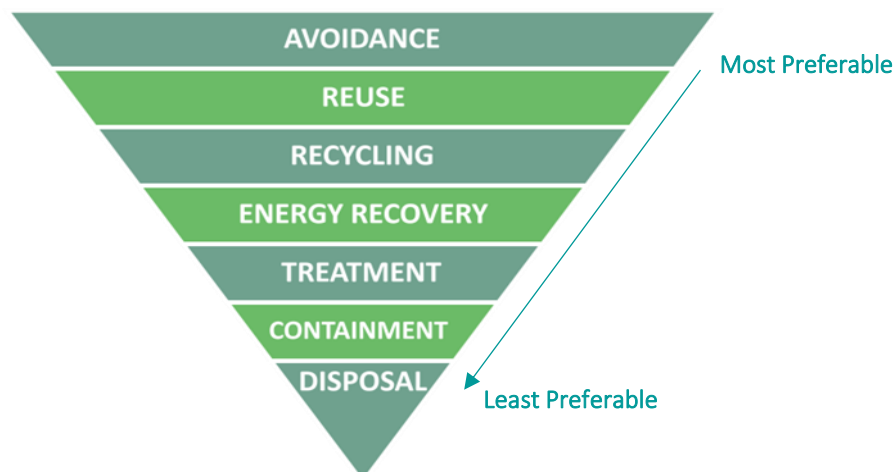 AVOIDANCE
Most Preferable
REUSE
RECYCLING
ENERGY RECOVERY
TREATMENT
CONTAINMENT
DISPOSAL
Least Preferable